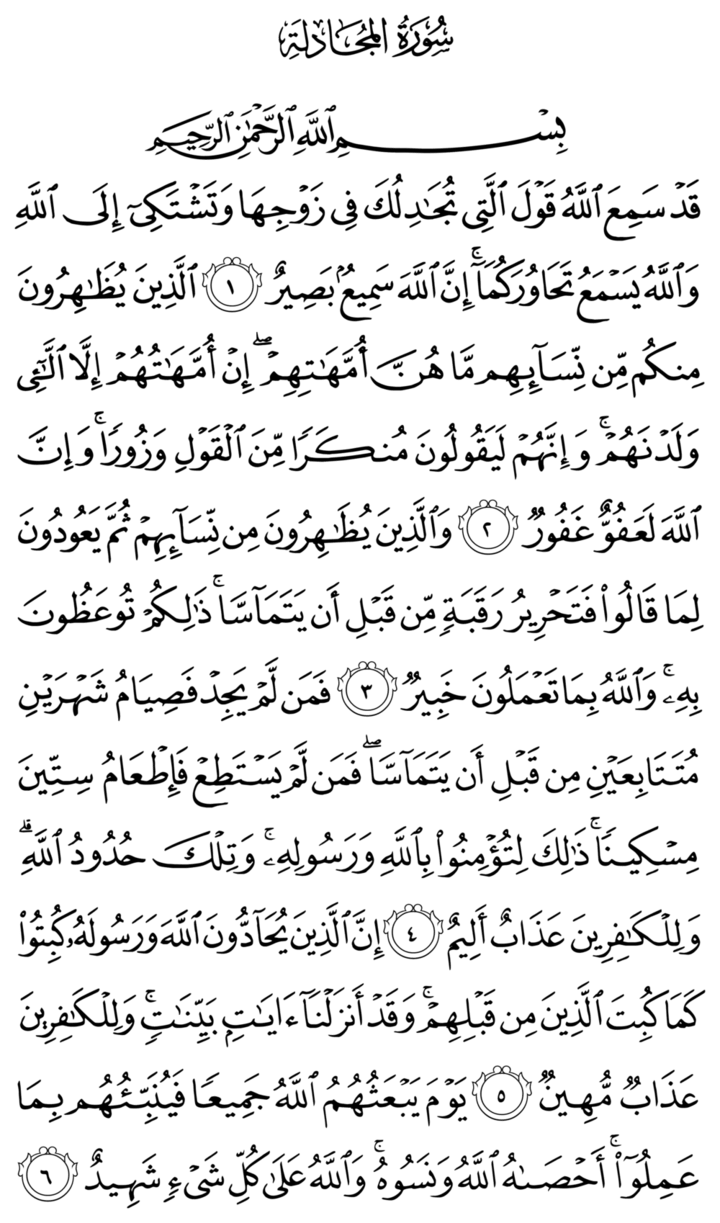 سُورَةُ المُجَادلَةِ
بِسْمِ ٱللَّهِ ٱلرَّحْمَٰنِ ٱلرَّحِيمِ
قَدْ سَمِعَ ٱللَّهُ قَوْلَ ٱلَّتِى تُجَٰدِلُكَ فِى زَوْجِهَا وَتَشْتَكِىٓ إِلَى ٱللَّهِ
وَٱللَّهُ يَسْمَعُ تَحَاوُرَكُمَآ ۚ إِنَّ ٱللَّهَ سَمِيعٌۢ بَصِيرٌ ١ ٱلَّذِينَ يُظَٰهِرُونَ
مِنكُم مِّن نِّسَآئِهِم مَّا هُنَّ أُمَّهَٰتِهِمْ ۖ إِنْ أُمَّهَٰتُهُمْ إِلَّا ٱلَّٰٓـِٔى
وَلَدْنَهُمْ ۚ وَإِنَّهُمْ لَيَقُولُونَ مُنكَرًا مِّنَ ٱلْقَوْلِ وَزُورًا ۚ وَإِنَّ
ٱللَّهَ لَعَفُوٌّ غَفُورٌ ٢ وَٱلَّذِينَ يُظَٰهِرُونَ مِن نِّسَآئِهِمْ ثُمَّ يَعُودُونَ
لِمَا قَالُوا۟ فَتَحْرِيرُ رَقَبَةٍ مِّن قَبْلِ أَن يَتَمَآسَّا ۚ ذَٰلِكُمْ تُوعَظُونَ
بِهِۦ ۚ وَٱللَّهُ بِمَا تَعْمَلُونَ خَبِيرٌ ٣ فَمَن لَّمْ يَجِدْ فَصِيَامُ شَهْرَيْنِ
مُتَتَابِعَيْنِ مِن قَبْلِ أَن يَتَمَآسَّا ۖ فَمَن لَّمْ يَسْتَطِعْ فَإِطْعَامُ سِتِّينَ
مِسْكِينًا ۚ ذَٰلِكَ لِتُؤْمِنُوا۟ بِٱللَّهِ وَرَسُولِهِۦ ۚ وَتِلْكَ حُدُودُ ٱللَّهِ ۗ
وَلِلْكَٰفِرِينَ عَذَابٌ أَلِيمٌ ٤ إِنَّ ٱلَّذِينَ يُحَآدُّونَ ٱللَّهَ وَرَسُولَهُۥ كُبِتُوا۟
كَمَا كُبِتَ ٱلَّذِينَ مِن قَبْلِهِمْ ۚ وَقَدْ أَنزَلْنَآ ءَايَٰتٍۭ بَيِّنَٰتٍ ۚ وَلِلْكَٰفِرِينَ
عَذَابٌ مُّهِينٌ ٥ يَوْمَ يَبْعَثُهُمُ ٱللَّهُ جَمِيعًا فَيُنَبِّئُهُم بِمَا
عَمِلُوٓا۟ ۚ أَحْصَىٰهُ ٱللَّهُ وَنَسُوهُ ۚ وَٱللَّهُ عَلَىٰ كُلِّ شَىْءٍ شَهِيدٌ ٦